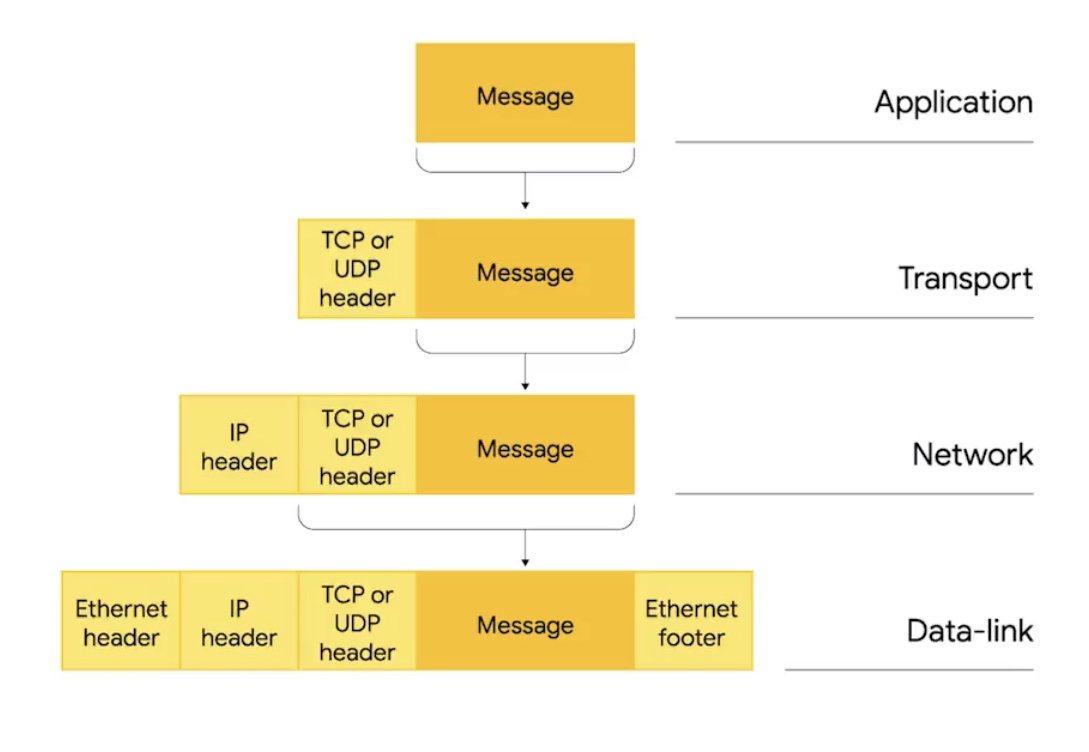 Message
Application
TCP or
UDP
header
Message
Transport
IP
header
TCP or
UDP
header
Message
Network
Ethernet
header
IP
header
TCP or
UDP
header
Message
Ethernet
footer
Data-link